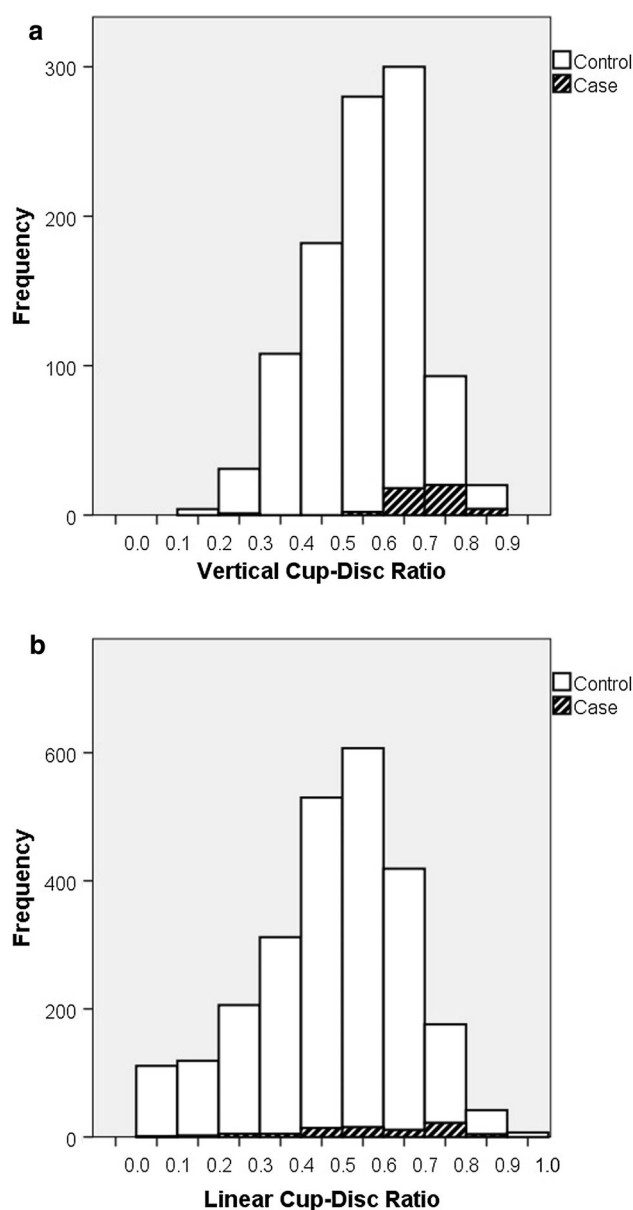 a
Control
Case
300
200
100
0
Frequency
0.0 0.1 0.2 0.3 0.4 0.5 0.6 0.7 0.8 0.9
Vertical Cup-Disc Ratio
b
Control
Case
600
400
200
0
Frequency
0.0 0.1 0.2 0.3 0.4 0.5 0.6 0.7 0.8 0.9 1.0
Linear Cup-Disc Ratio